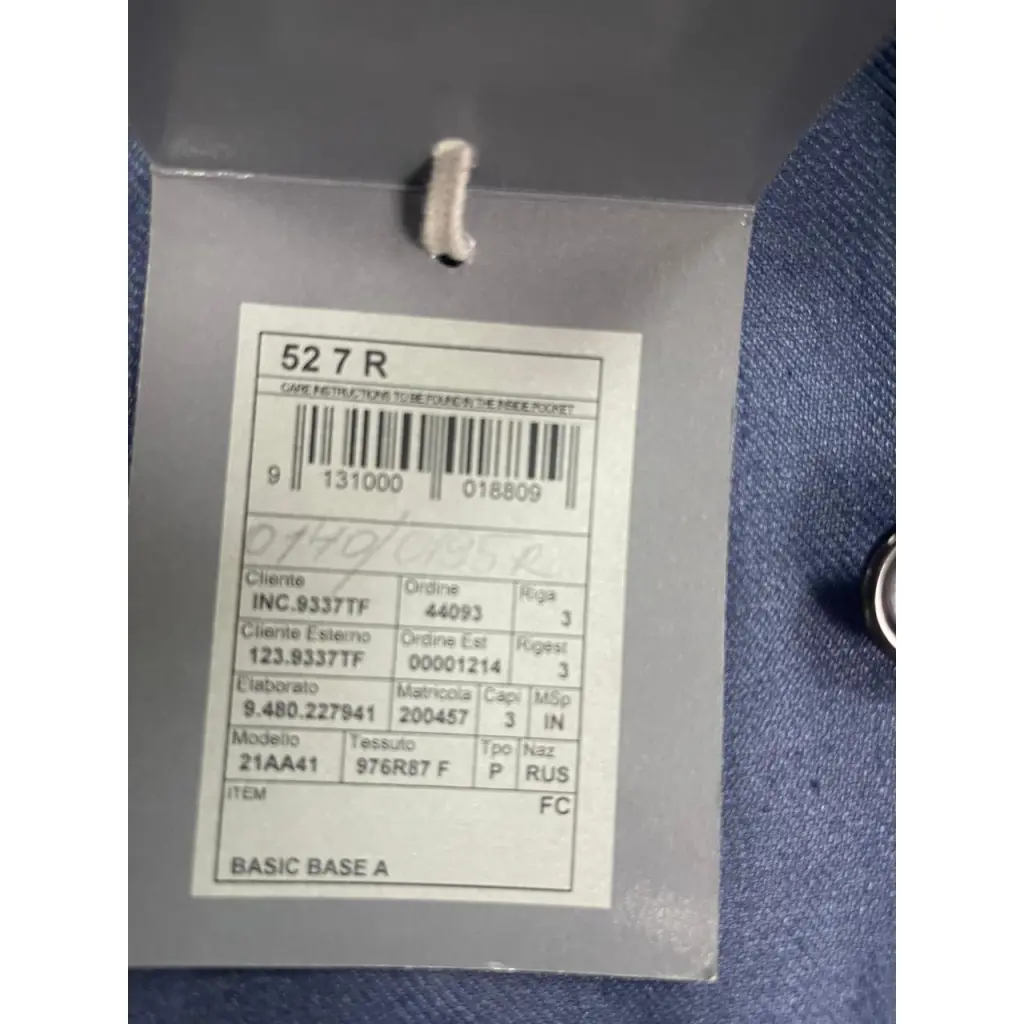 52 7 R
CARE INSTRUCTIONS TO BE FOUND IN THE INSIDE POCKET
9 131000 018809
Cliente Ordine Riga
INC.9337TF 44093 3
Cliente Esterno Ordine Est Rigest
123.9337TF 00001214 3
Elaborato Matricola Capi MSp
9.480.227941 200457 3 IN
Modello Tessuto Tpo Naz
21AA41 976R87 F P RUS
ITEM FC
BASIC BASE A